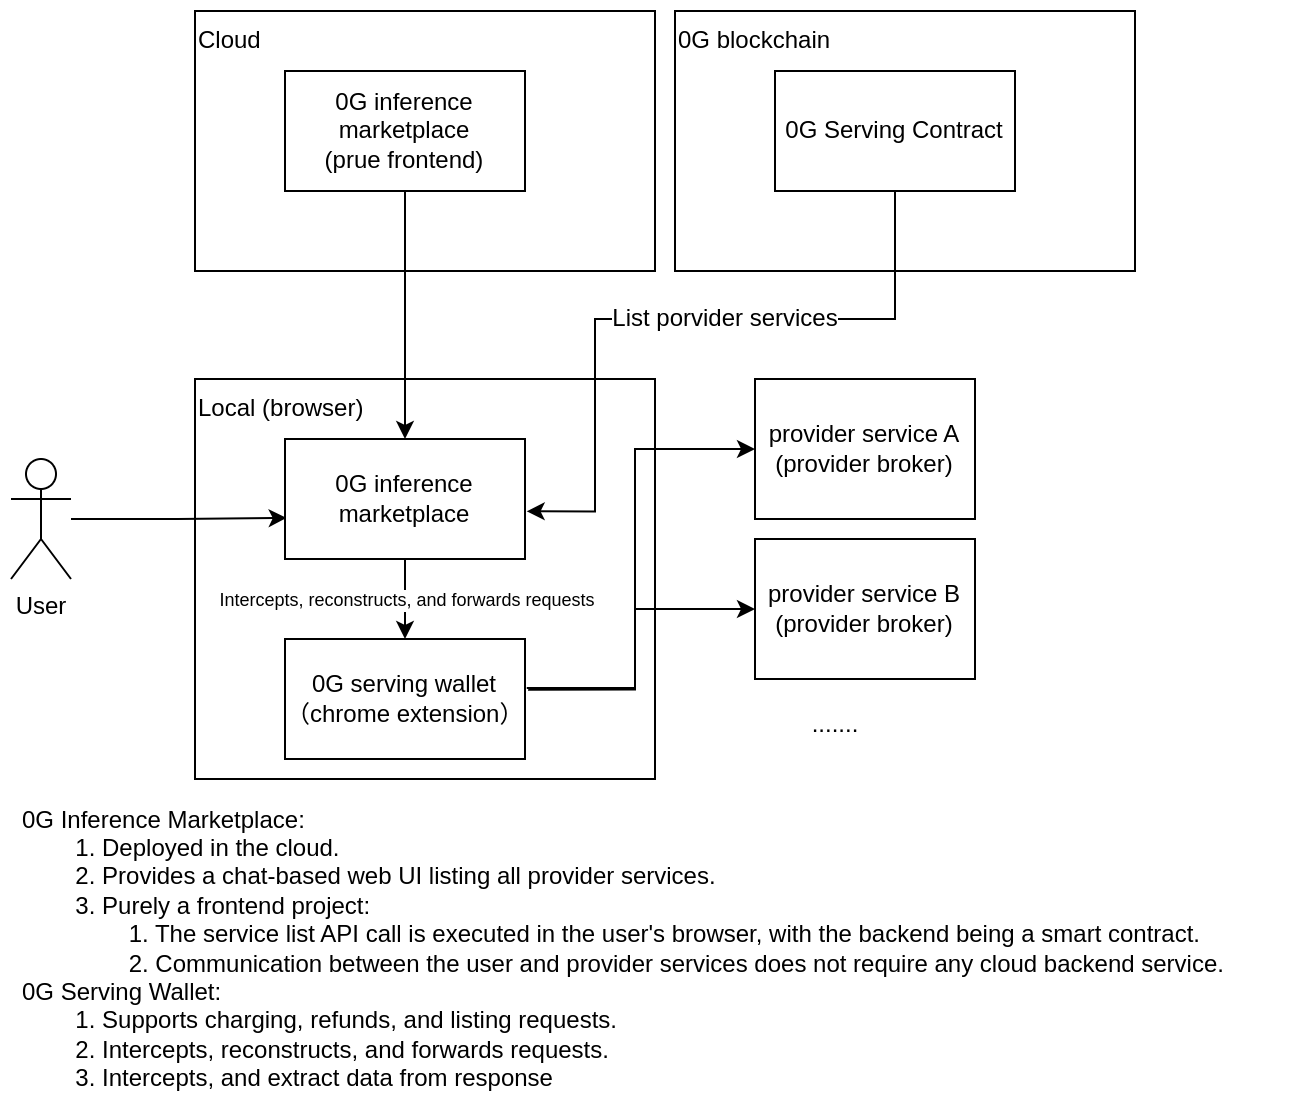 Cloud
0G inference
marketplace
(prue frontend)
0G blockchain
0G Serving Contract
List porvider services
Local (browser)
0G inference
marketplace
User
Intercepts, reconstructs, and forwards requests
0G serving wallet
（chrome extension）
provider service A
(provider broker)
provider service B
(provider broker)
.......
0G Inference Marketplace:
1. Deployed in the cloud.
2. Provides a chat-based web UI listing all provider services.
3. Purely a frontend project:
1. The service list API call is executed in the user's browser, with the backend being a smart contract.
2. Communication between the user and provider services does not require any cloud backend service.
0G Serving Wallet:
1. Supports charging, refunds, and listing requests.
2. Intercepts, reconstructs, and forwards requests.
3. Intercepts, and extract data from response